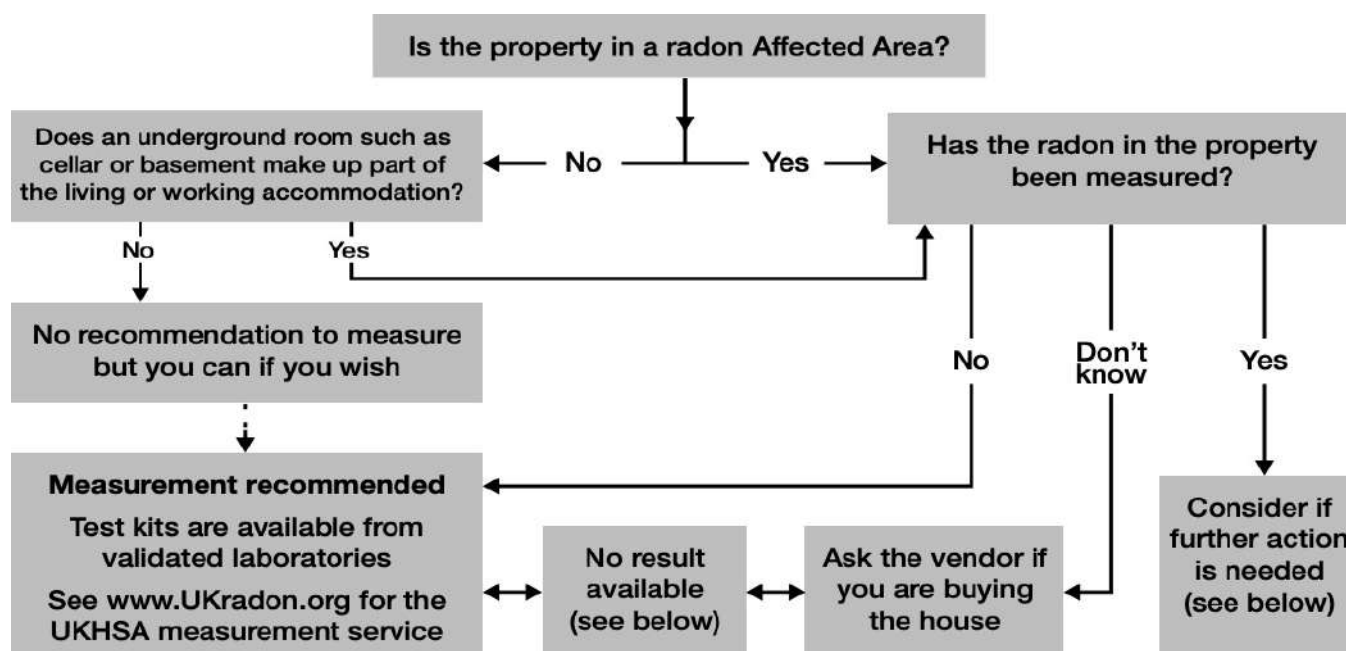 Is the property in a radon Affected Area?
Does an underground room such as
cellar or basement make up part of
the living or working accommodation?
No
Yes
Has the radon in the property
been measured?
No
Yes
No recommendation to measure
but you can if you wish
No
Don't
know
Yes
Measurement recommended
Test kits are available from
validated laboratories
See www.UKradon.org for the
UKHSA measurement service
No result
available
(see below)
Ask the vendor if
you are buying
the house
Consider if
further action
is needed
(see below)